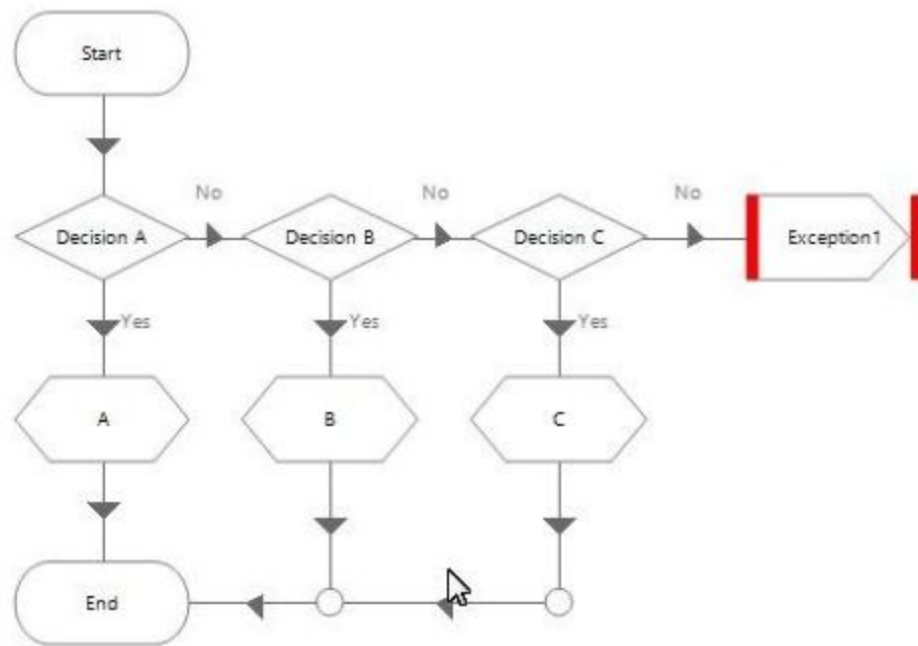 Start
No
No
No
Decision A
Decision B
Decision C
Exception1
Yes
Yes
Yes
A
B
C
End